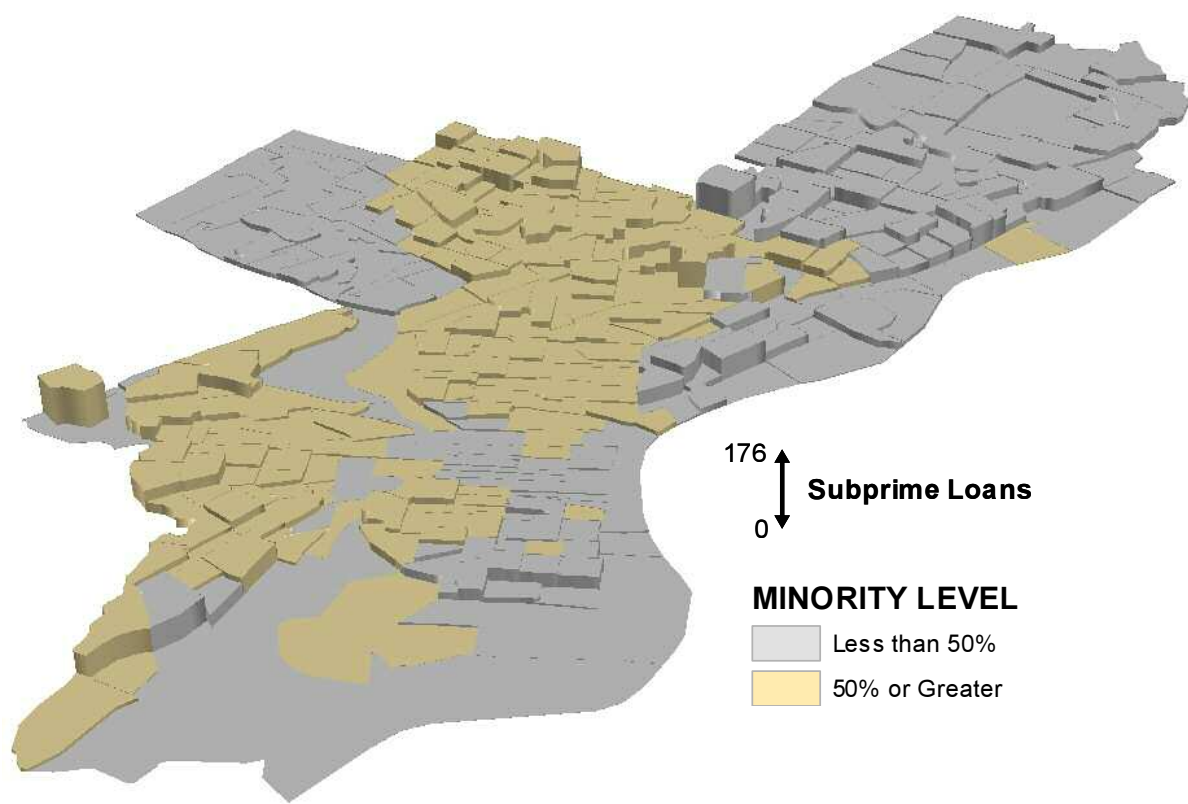 176
Subprime Loans
0
MINORITY LEVEL
Less than 50%
50% or Greater